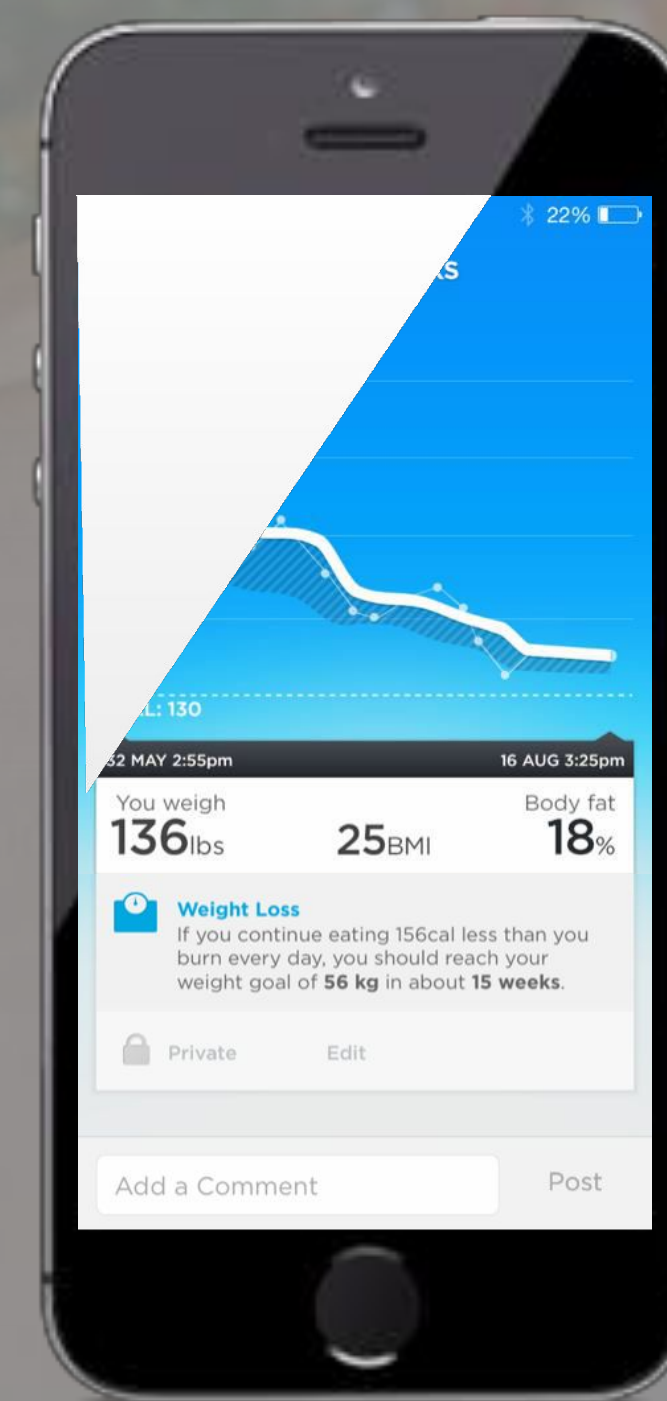 22%
L: 130
32 MAY 2:55pm 16 AUG 3:25pm
You weigh Body fat
136lbs 25BMI 18%
Weight Loss
If you continue eating 156cal less than you
burn every day, you should reach your
weight goal of 56 kg in about 15 weeks.
Private Edit
Add a Comment Post